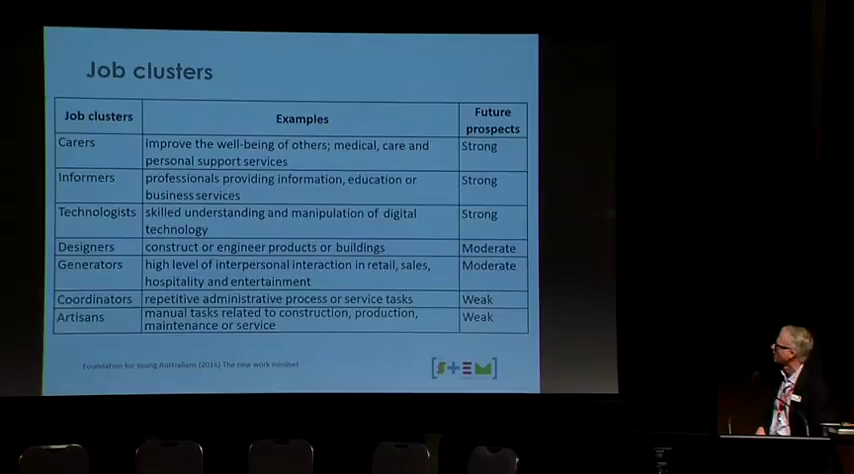 Job clusters
Job clusters Examples Future prospects
Carers improve the well-being of others; medical, care and personal support services Strong
Informers professionals providing information, education or business services Strong
Technologists skilled understanding and manipulation of digital technology Strong
Designers construct or engineer products or buildings Moderate
Generators high level of interpersonal interaction in retail, sales, hospitality and entertainment Moderate
Coordinators repetitive administrative process or service tasks Weak
Artisans manual tasks related to construction, production, maintenance or service Weak
Foundation for Young Australians (2016) The new work mindset
[S+EM]